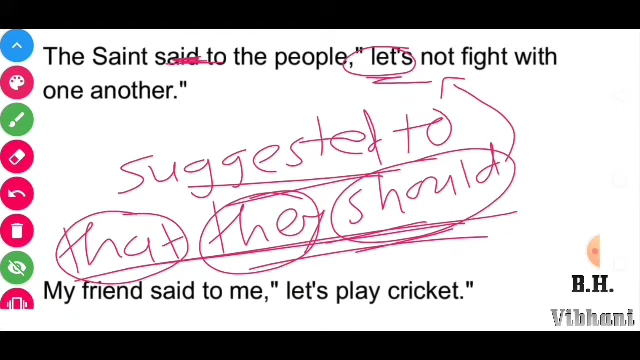 The Saint said to the people," let's not fight with
one another."
suggested to
that they should
My friend said to me," let's play cricket."
B.H.
Vibhani